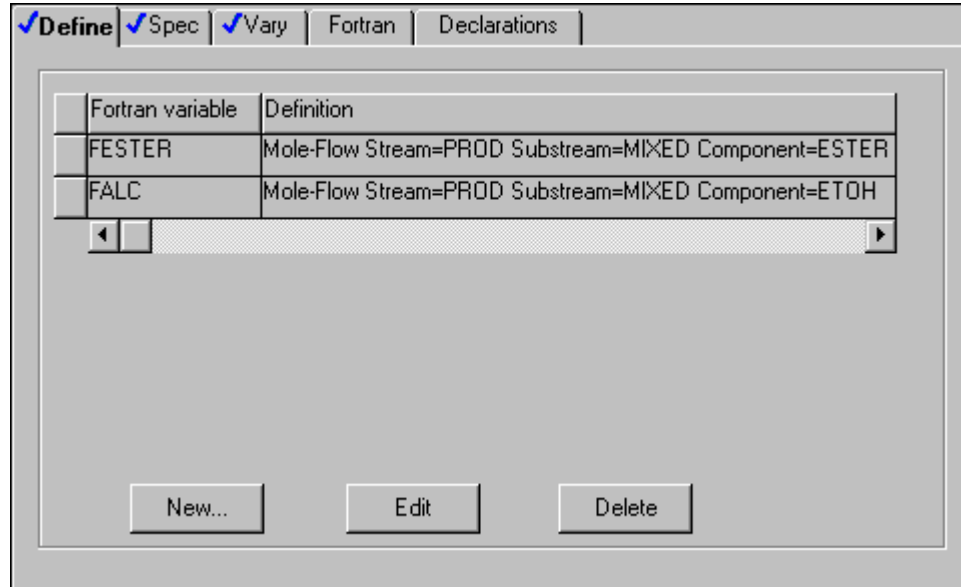 Define Spec Vary Fortran Declarations
Fortran variable Definition
FESTER Mole-Flow Stream=PROD Substream=MIXED Component=ESTER
FALC Mole-Flow Stream=PROD Substream=MIXED Component=ETOH
New... Edit Delete